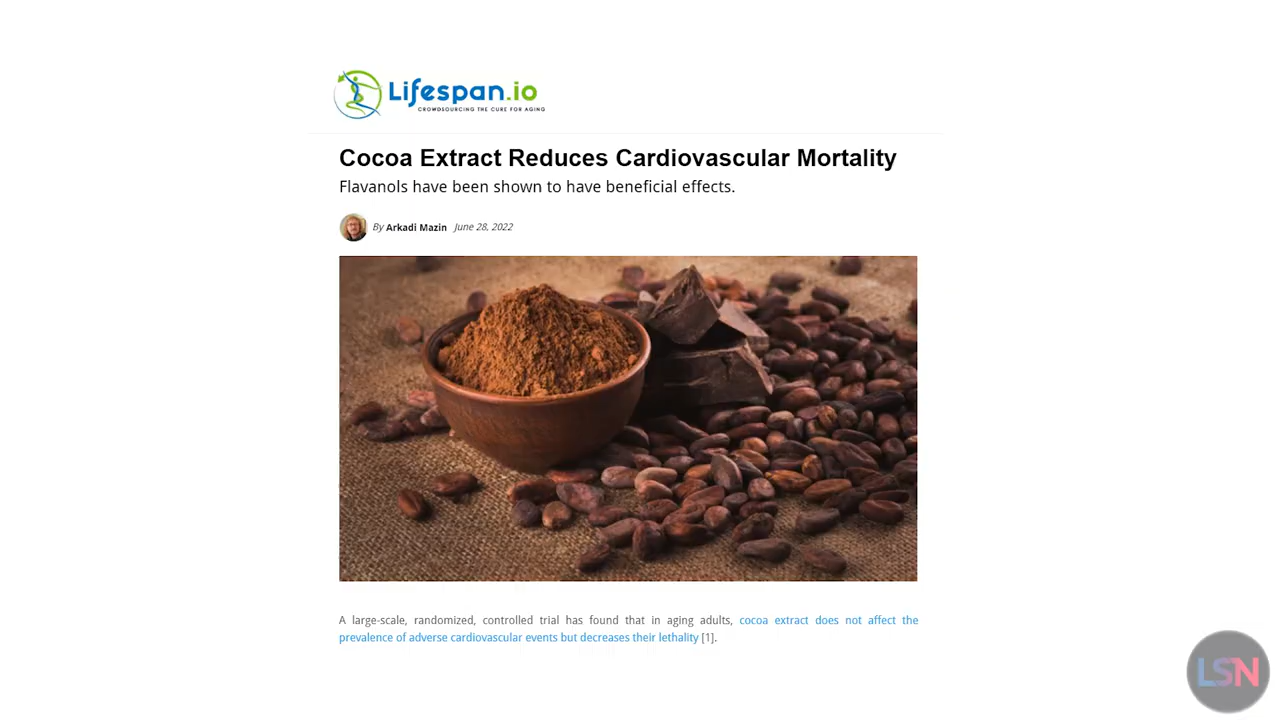 Lifespan.io
CROWDSOURCING THE CURE FOR AGING
Cocoa Extract Reduces Cardiovascular Mortality
Flavanols have been shown to have beneficial effects.
By Arkadi Mazin June 28, 2022
A large-scale, randomized, controlled trial has found that in aging adults, cocoa extract does not affect the
prevalence of adverse cardiovascular events but decreases their lethality [1].
LSN